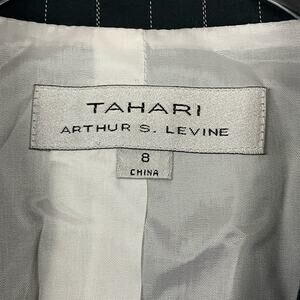 TAHARI
ARTHUR S. LEVINE
8
CHINA